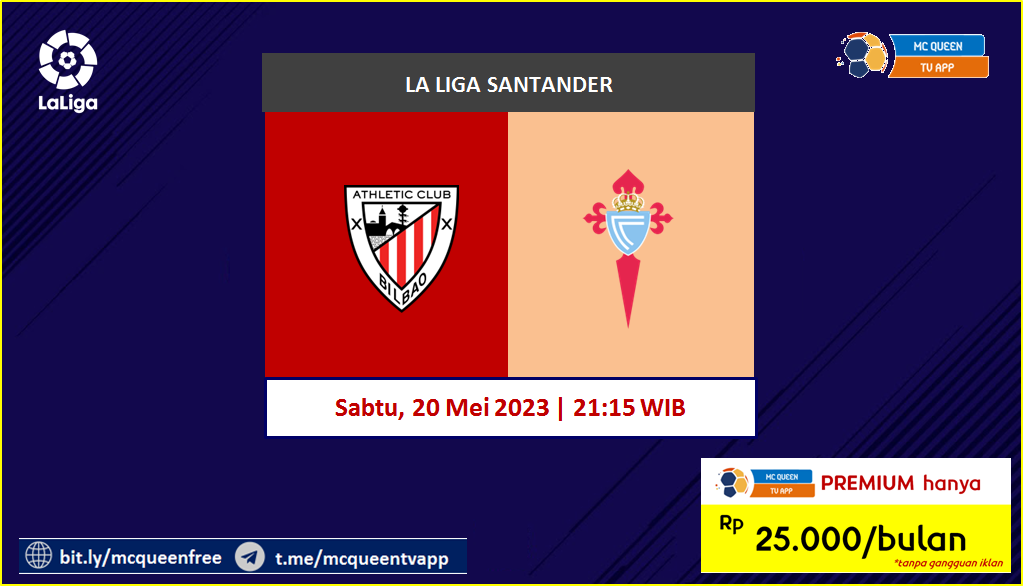 LaLiga
MC QUEEN
TV APP
LA LIGA SANTANDER
ATHLETIC CLUB
BILBAO
Sabtu, 20 Mei 2023 | 21:15 WIB
MC QUEEN
TV APP
PREMIUM hanya
Rp 25.000/bulan
*tanpa gangguan iklan
bit.ly/mcqueenfree
t.me/mcqueentvapp